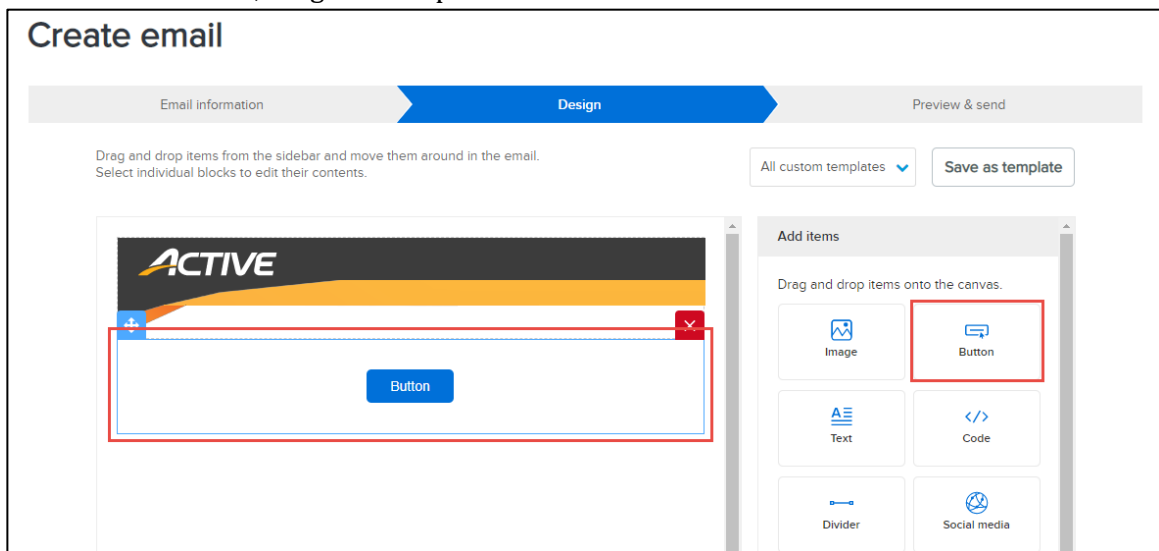 Create email
Email information
Design
Preview & send
Drag and drop items from the sidebar and move them around in the email.
Select individual blocks to edit their contents.
All custom templates
Save as template
ACTIVE
Button
Add items
Drag and drop items onto the canvas.
Image
Button
Text
Code
Divider
Social media